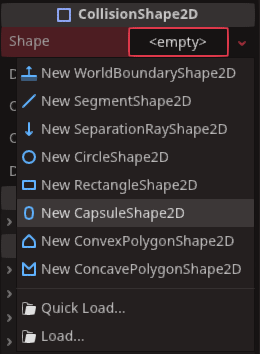 CollisionShape2D
Shape <empty>
New WorldBoundaryShape2D
New SegmentShape2D
New SeparationRayShape2D
New CircleShape2D
New RectangleShape2D
New CapsuleShape2D
New ConvexPolygonShape2D
New ConcavePolygonShape2D
Quick Load...
Load...